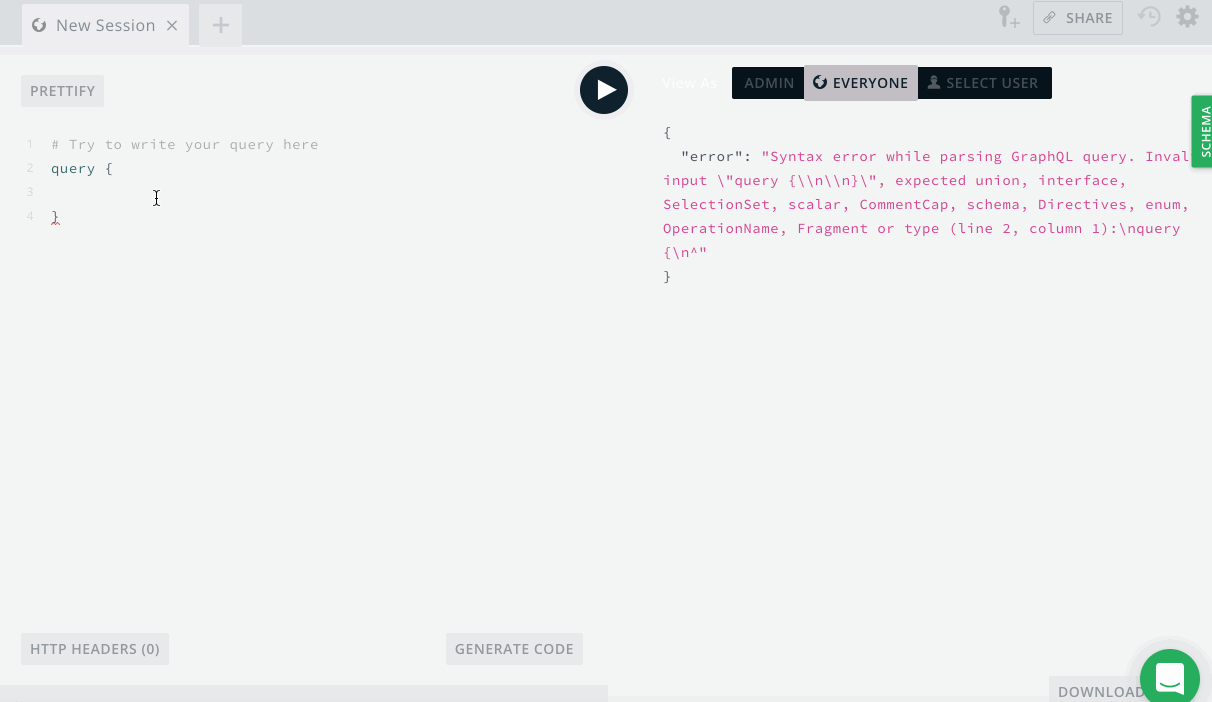 New Session
SHARE
PRETTIFY
View As
ADMIN
EVERYONE
SELECT USER
SCHEMA
1 # Try to write your query here
2 query {
3
4 }
{
"error": "Syntax error while parsing GraphQL query. Inval
input \"query {\\n\\n}\", expected union, interface,
SelectionSet, scalar, CommentCap, schema, Directives, enum,
OperationName, Fragment or type (line 2, column 1):\nquery
{\n^"
}
HTTP HEADERS (0)
GENERATE CODE
DOWNLOAD